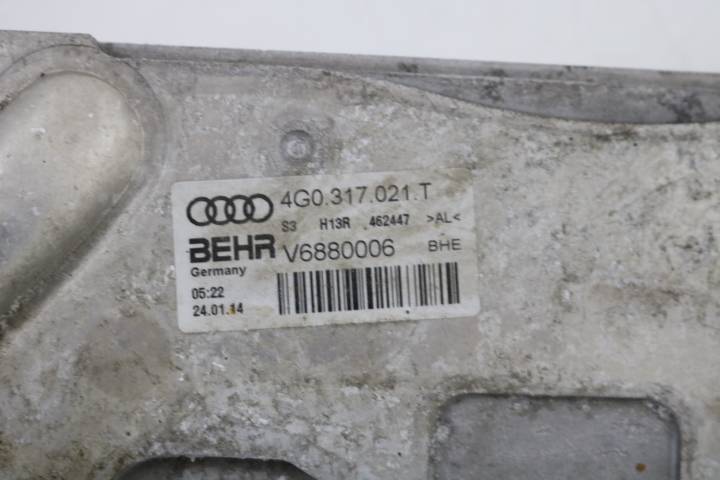 4G0.317.021.T
S3 H13R 462447 >AL<
BEHR V6880006 BHE
Germany
05:22
24.01.14